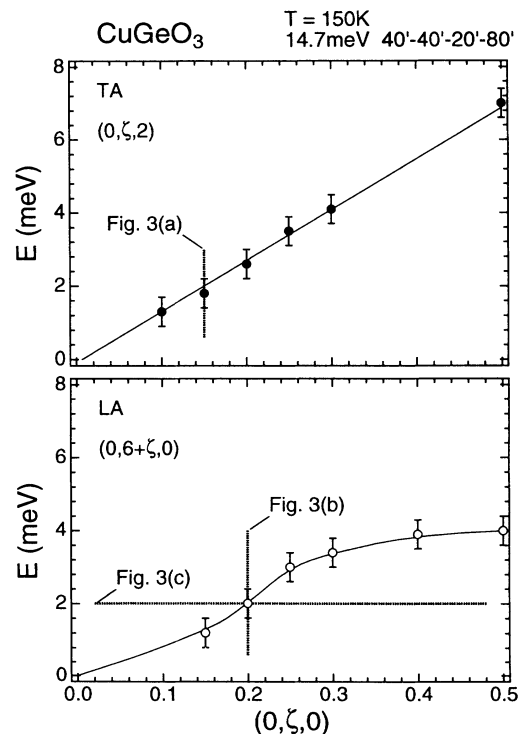 CuGeO₃
T = 150K
14.7meV 40'-40'-20'-80'
8
TA
(0,ζ,2)
6
Fig. 3(a)
4
E (meV)
2
0
8
LA
(0,6+ζ,0)
6
Fig. 3(b)
4
E (meV)
Fig. 3(c)
2
0
0.0 0.1 0.2 0.3 0.4 0.5
(0,ζ,0)